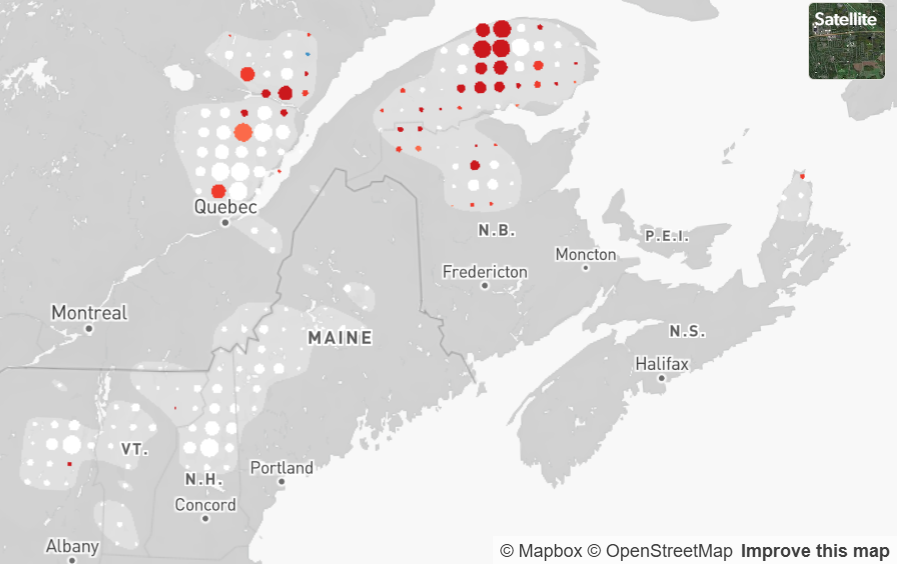 Satellite
Quebec
N.B.
P.E.I.
Moncton
Fredericton
Montreal
MAINE
N.S.
Halifax
VT.
N.H.
Portland
Concord
Albany
© Mapbox © OpenStreetMap Improve this map